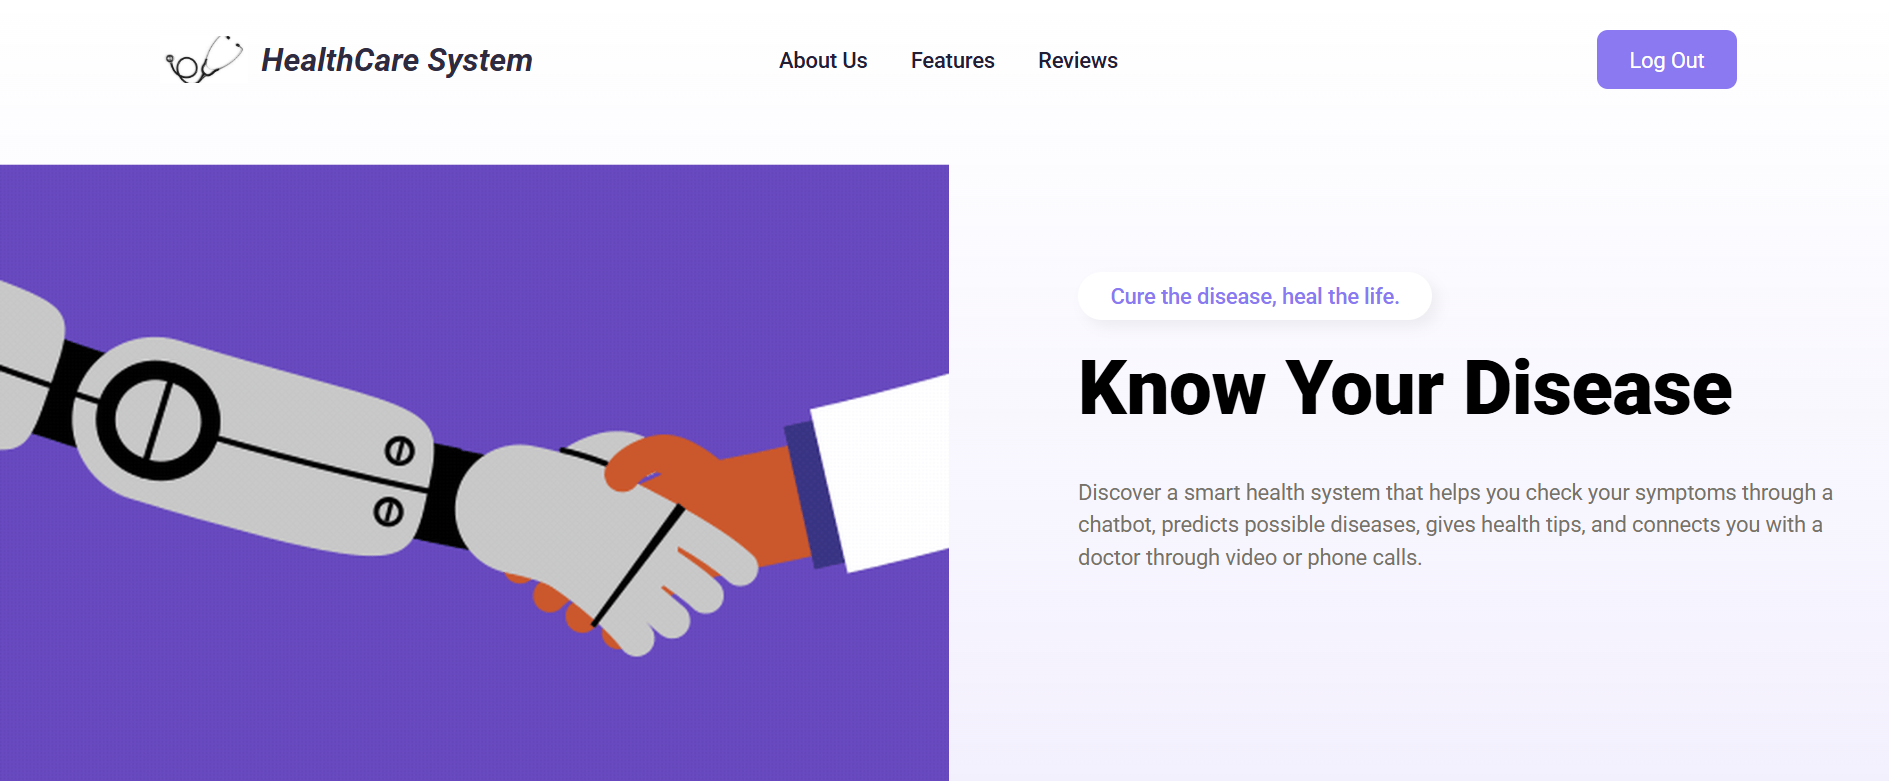 HealthCare System
About Us
Features
Reviews
Log Out
Cure the disease, heal the life.
Know Your Disease
Discover a smart health system that helps you check your symptoms through a
chatbot, predicts possible diseases, gives health tips, and connects you with a
doctor through video or phone calls.